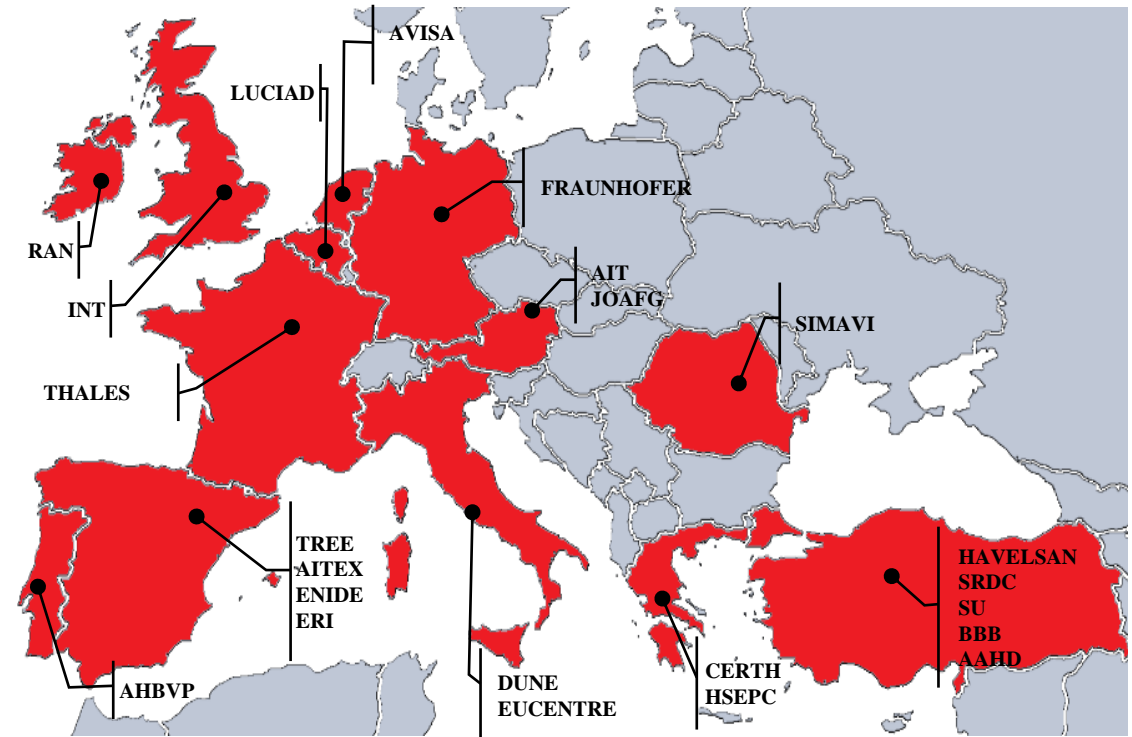 AVISA
LUCIAD
FRAUNHOFER
RAN
AIT
JOAFG
INT
SIMAVI
THALES
TREE
AITEX
ENIDE
ERI
HAVELSAN
SRDC
SU
BBB
AAHD
CERTH
HSEPC
DUNE
EUCENTRE
AHBVP